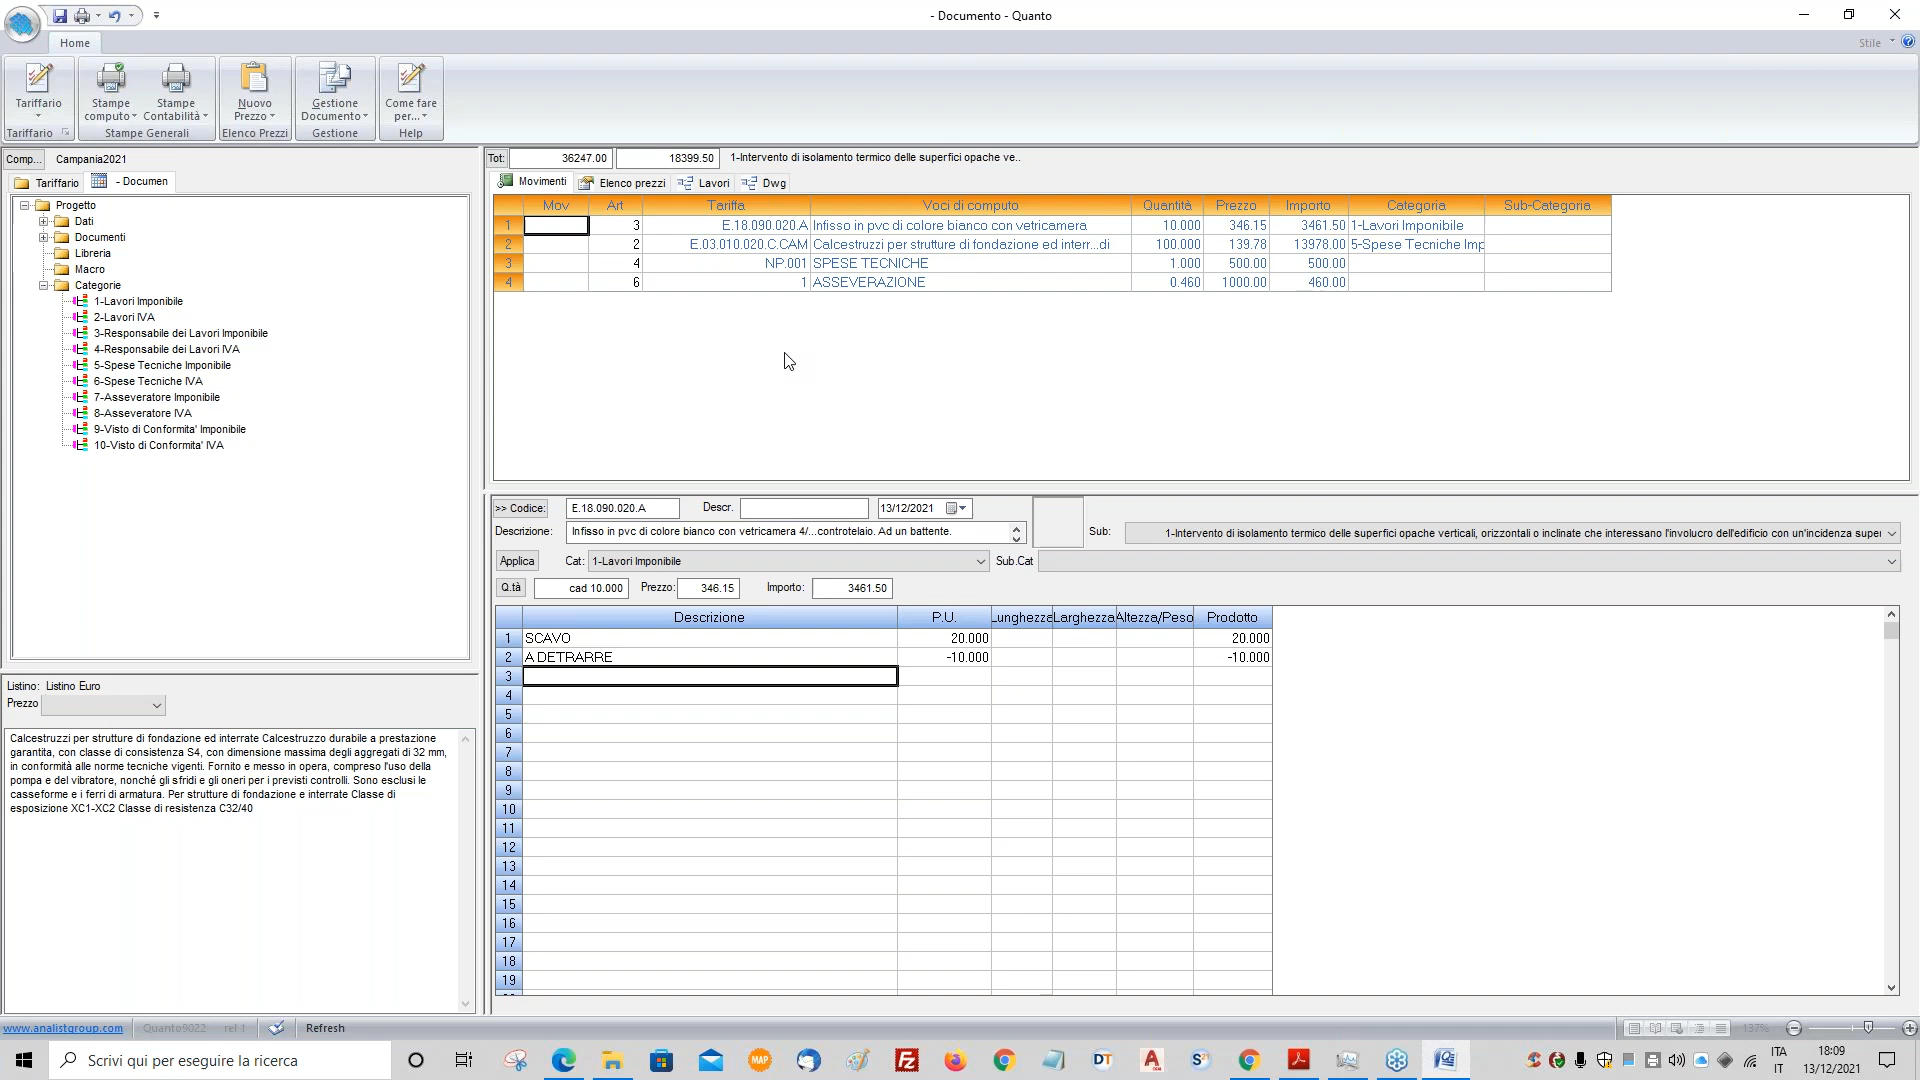 - Documento - Quanto
Home
Stile
Tariffario
Stampe computo
Stampe Contabilità
Nuovo Prezzo
Gestione Documento
Come fare per...
Tariffario
Stampe Generali
Elenco Prezzi
Gestione
Help
Comp... Campania2021
Tariffario - Documen
Progetto
Dati
Documenti
Libreria
Macro
Categorie
1-Lavori Imponibile
2-Lavori IVA
3-Responsabile dei Lavori Imponibile
4-Responsabile dei Lavori IVA
5-Spese Tecniche Imponibile
6-Spese Tecniche IVA
7-Asseveratore Imponibile
8-Asseveratore IVA
9-Visto di Conformita' Imponibile
10-Visto di Conformita' IVA
Listino: Listino Euro
Prezzo
Calcestruzzi per strutture di fondazione ed interrate Calcestruzzo durabile a prestazione
garantita, con classe di consistenza S4, con dimensione massima degli aggregati di 32 mm,
in conformità alle norme tecniche vigenti. Fornito e messo in opera, compreso l'uso della
pompa e del vibratore, nonché gli sfridi e gli oneri per i previsti controlli. Sono esclusi le
casseforme e i ferri di armatura. Per strutture di fondazione e interrate Classe di
esposizione XC1-XC2 Classe di resistenza C32/40
Tot: 36247.00 18399.50 1-Intervento di isolamento termico delle superfici opache ve..
Movimenti Elenco prezzi Lavori Dwg
Mov Art Tariffa Voci di computo Quantità Prezzo Importo Categoria Sub-Categoria
1 3 E.18.090.020.A Infisso in pvc di colore bianco con vetricamera 10.000 346.15 3461.50 1-Lavori Imponibile
2 2 E.03.010.020.C.CAM Calcestruzzi per strutture di fondazione ed interr...di 100.000 139.78 13978.00 5-Spese Tecniche Imp
3 4 NP.001 SPESE TECNICHE 1.000 500.00 500.00
4 6 1 ASSEVERAZIONE 0.460 1000.00 460.00
>> Codice: E.18.090.020.A Descr. 13/12/2021
Descrizione: Infisso in pvc di colore bianco con vetricamera 4/...controtelaio. Ad un battente. Sub: 1-Intervento di isolamento termico delle superfici opache verticali, orizzontali o inclinate che interessano l'involucro dell'edificio con un'incidenza super
Applica Cat: 1-Lavori Imponibile Sub.Cat
Q.tà cad 10.000 Prezzo: 346.15 Importo: 3461.50
Descrizione P.U. Lunghezza Larghezza Altezza/Peso Prodotto
1 SCAVO 20.000 20.000
2 A DETRARRE -10.000 -10.000
3
4
5
6
7
8
9
10
11
12
13
14
15
16
17
18
19
www.analistgroup.com Quanto9022 rel 1 Refresh 137%
Scrivi qui per eseguire la ricerca
MAP
DT
ITA
IT
18:09
13/12/2021